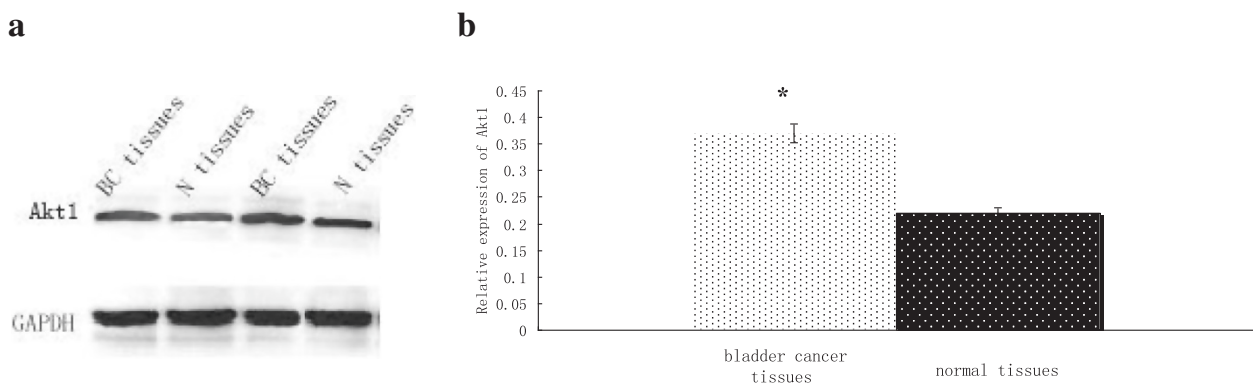 a
BC tissues
N tissues
BC tissues
N tissues
Akt1
GAPDH
b
Relative expression of Akt1
0.45
0.4
0.35
0.3
0.25
0.2
0.15
0.1
0.05
0
*
bladder cancer
tissues
normal tissues